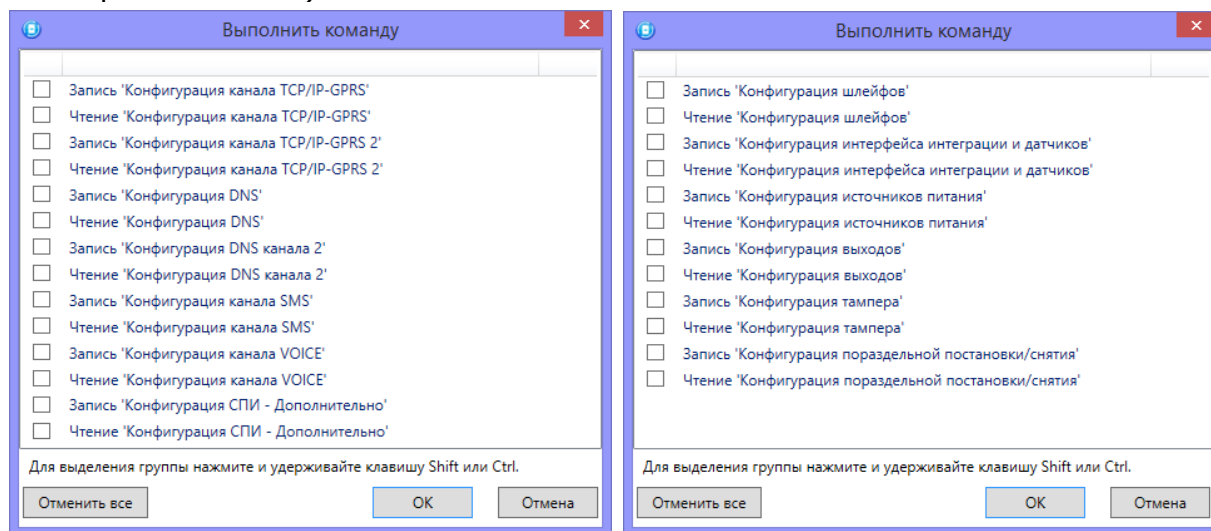 Выполнить команду
Запись 'Конфигурация канала TCP/IP-GPRS'
Чтение 'Конфигурация канала TCP/IP-GPRS'
Запись 'Конфигурация канала TCP/IP-GPRS 2'
Чтение 'Конфигурация канала TCP/IP-GPRS 2'
Запись 'Конфигурация DNS'
Чтение 'Конфигурация DNS'
Запись 'Конфигурация DNS канала 2'
Чтение 'Конфигурация DNS канала 2'
Запись 'Конфигурация канала SMS'
Чтение 'Конфигурация канала SMS'
Запись 'Конфигурация канала VOICE'
Чтение 'Конфигурация канала VOICE'
Запись 'Конфигурация СПИ - Дополнительно'
Чтение 'Конфигурация СПИ - Дополнительно'
Для выделения группы нажмите и удерживайте клавишу Shift или Ctrl.
Отменить все
OK
Отмена
Выполнить команду
Запись 'Конфигурация шлейфов'
Чтение 'Конфигурация шлейфов'
Запись 'Конфигурация интерфейса интеграции и датчиков'
Чтение 'Конфигурация интерфейса интеграции и датчиков'
Запись 'Конфигурация источников питания'
Чтение 'Конфигурация источников питания'
Запись 'Конфигурация выходов'
Чтение 'Конфигурация выходов'
Запись 'Конфигурация тампера'
Чтение 'Конфигурация тампера'
Запись 'Конфигурация пораздельной постановки/снятия'
Чтение 'Конфигурация пораздельной постановки/снятия'
Для выделения группы нажмите и удерживайте клавишу Shift или Ctrl.
Отменить все
OK
Отмена